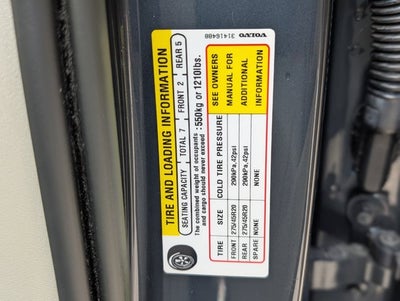 TIRE AND LOADING INFORMATION
SEATING CAPACITY TOTAL 7 FRONT 2 REAR 5
The combined weight of occupants and cargo should never exceed : 550kg or 1210lbs.
TIRE SIZE COLD TIRE PRESSURE
FRONT 275/45R20 290kPa,42psi
REAR 275/45R20 290kPa,42psi
SPARE NONE NONE
SEE OWNERS
MANUAL FOR
ADDITIONAL
INFORMATION
31416408 VOLVO